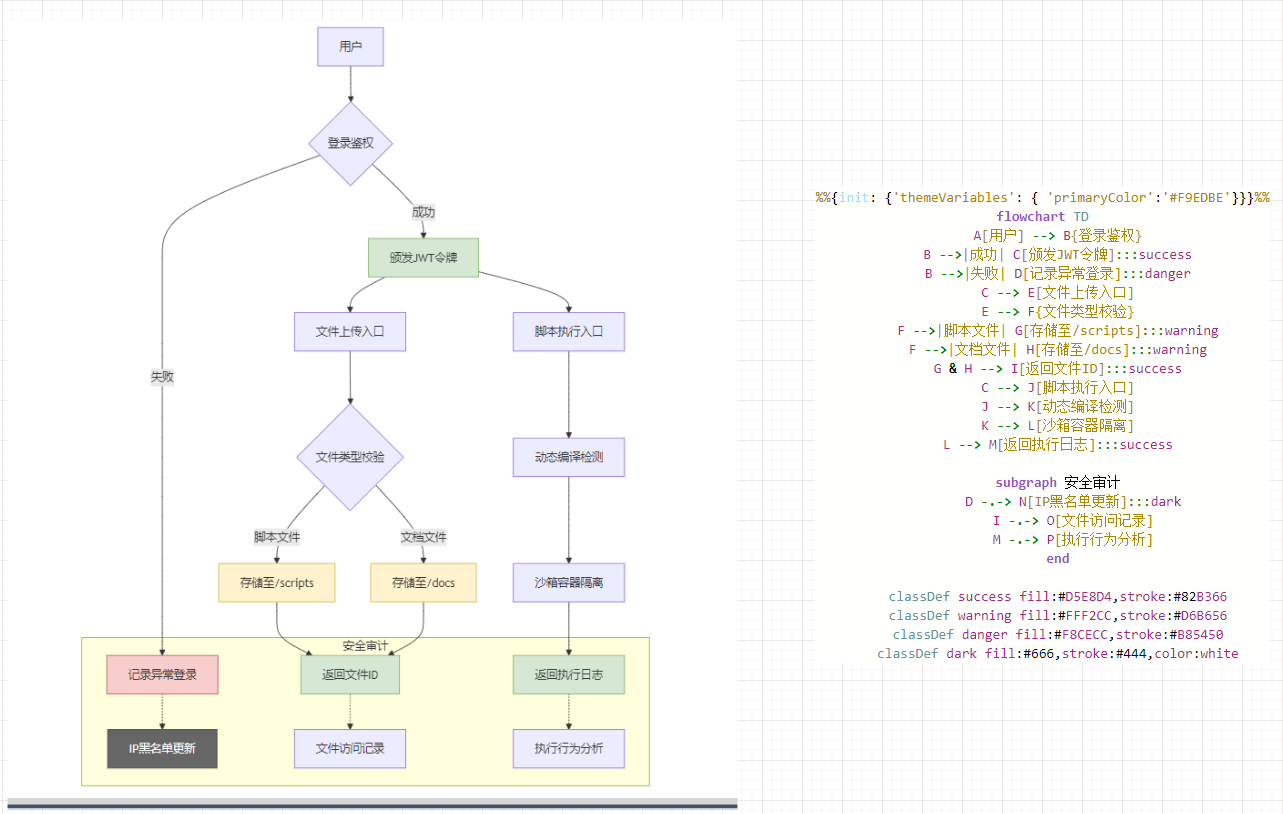 用户
登录鉴权
成功
颁发JWT令牌
文件上传入口
脚本执行入口
失败
文件类型校验
动态编译检测
脚本文件
文档文件
存储至/scripts
存储至/docs
沙箱容器隔离
安全审计
记录异常登录
返回文件ID
返回执行日志
IP黑名单更新
文件访问记录
执行行为分析
%%{init: {'themeVariables': { 'primaryColor':'#F9EDBE'}}}%%
flowchart TD
A[用户] --> B{登录鉴权}
B -->|成功| C[颁发JWT令牌]:::success
B -->|失败| D[记录异常登录]:::danger
C --> E[文件上传入口]
E --> F{文件类型校验}
F -->|脚本文件| G[存储至/scripts]:::warning
F -->|文档文件| H[存储至/docs]:::warning
G & H --> I[返回文件ID]:::success
C --> J[脚本执行入口]
J --> K[动态编译检测]
K --> L[沙箱容器隔离]
L --> M[返回执行日志]:::success
subgraph 安全审计
D -.-> N[IP黑名单更新]:::dark
I -.-> O[文件访问记录]
M -.-> P[执行行为分析]
end
classDef success fill:#D5E8D4,stroke:#82B366
classDef warning fill:#FFF2CC,stroke:#D6B656
classDef danger fill:#F8CECC,stroke:#B85450
classDef dark fill:#666,stroke:#444,color:white